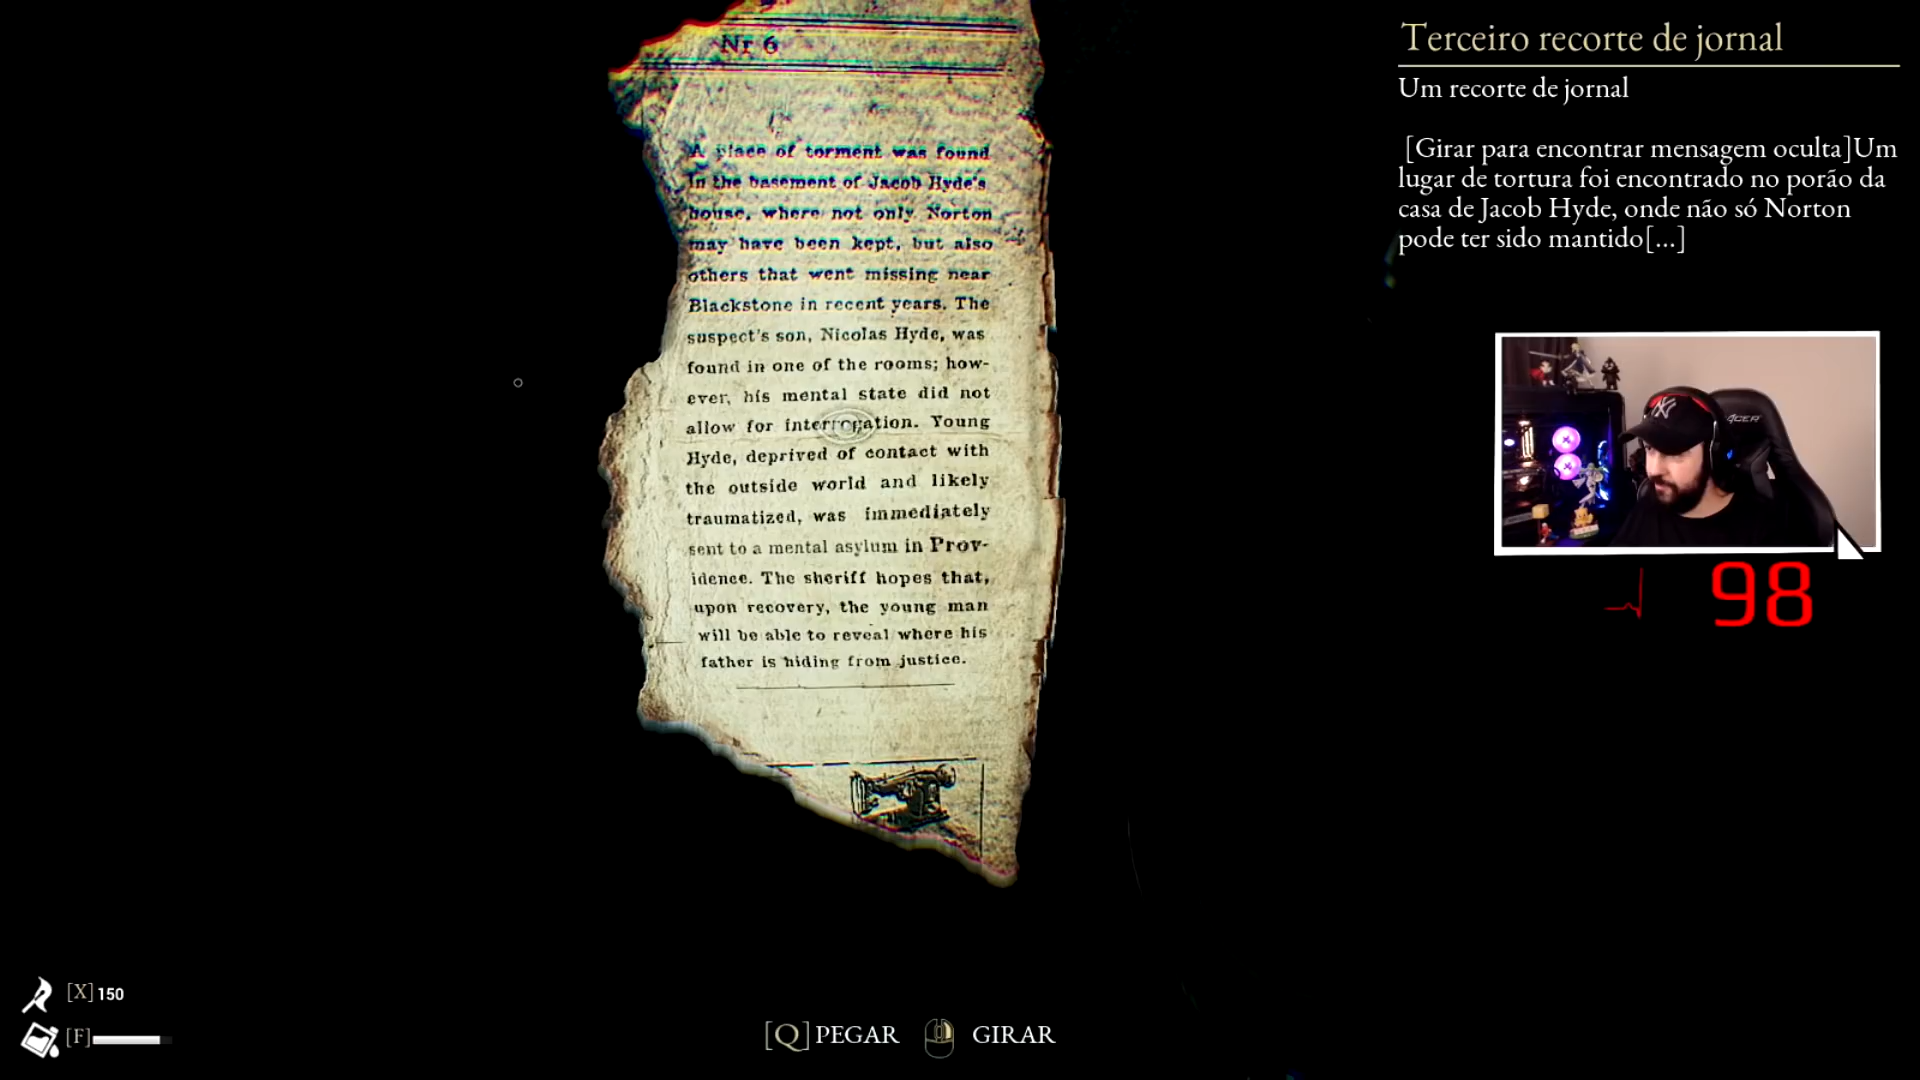 Nr 6
A place of torment was found
in the basement of Jacob Hyde's
house, where not only Norton
may have been kept, but also
others that went missing near
Blackstone in recent years. The
suspect's son, Nicolas Hyde, was
found in one of the rooms; how-
ever, his mental state did not
allow for interrogation. Young
Hyde, deprived of contact with
the outside world and likely
traumatized, was immediately
sent to a mental asylum in Prov-
idence. The sheriff hopes that,
upon recovery, the young man
will be able to reveal where his
father is hiding from justice.
Terceiro recorte de jornal
Um recorte de jornal
[Girar para encontrar mensagem oculta]Um
lugar de tortura foi encontrado no porão da
casa de Jacob Hyde, onde não só Norton
pode ter sido mantido[...]
ACER
98
[X] 150
[F]
[Q] PEGAR GIRAR